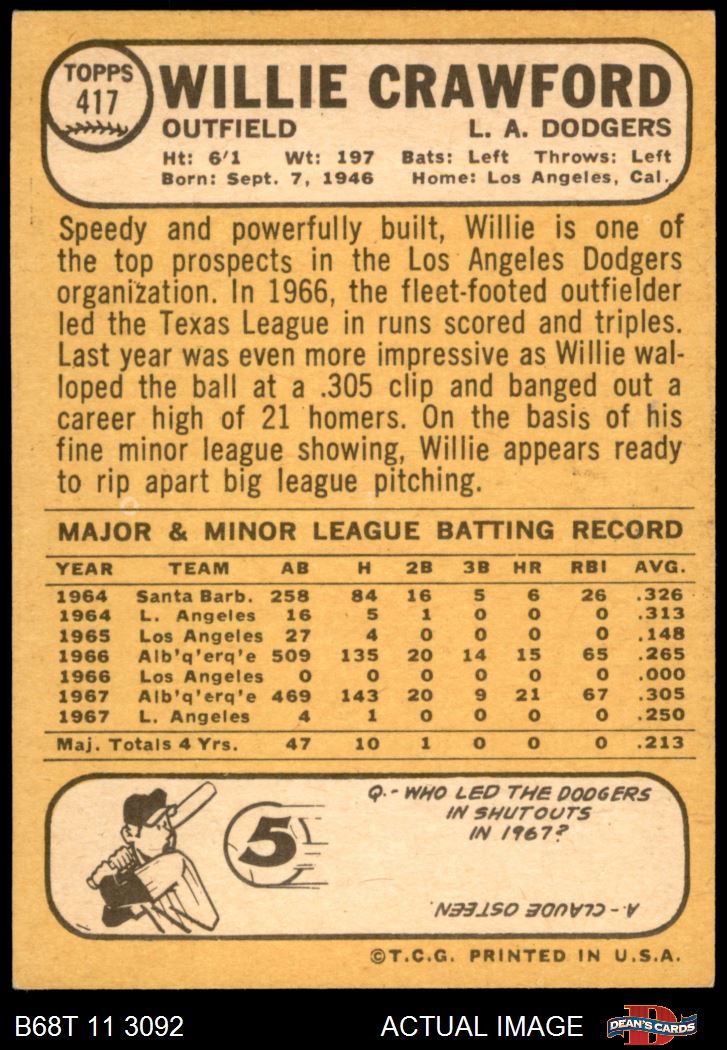 TOPPS
417
WILLIE CRAWFORD
OUTFIELD L. A. DODGERS
Ht: 6'1 Wt: 197 Bats: Left Throws: Left
Born: Sept. 7, 1946 Home: Los Angeles, Cal.
Speedy and powerfully built, Willie is one of
the top prospects in the Los Angeles Dodgers
organization. In 1966, the fleet-footed outfielder
led the Texas League in runs scored and triples.
Last year was even more impressive as Willie wal-
loped the ball at a .305 clip and banged out a
career high of 21 homers. On the basis of his
fine minor league showing, Willie appears ready
to rip apart big league pitching.
MAJOR & MINOR LEAGUE BATTING RECORD
YEAR TEAM AB H 2B 3B HR RBI AVG.
1964 Santa Barb. 258 84 16 5 6 26 .326
1964 L. Angeles 16 5 1 0 0 0 .313
1965 Los Angeles 27 4 0 0 0 0 .148
1966 Alb'q'erq'e 509 135 20 14 15 65 .265
1966 Los Angeles 0 0 0 0 0 0 .000
1967 Alb'q'erq'e 469 143 20 9 21 67 .305
1967 L. Angeles 4 1 0 0 0 0 .250
Maj. Totals 4 Yrs. 47 10 1 0 0 0 .213
5
Q.- WHO LED THE DODGERS
IN SHUTOUTS
IN 1967?
A- CLAUDE OSTEEN
©T.C.G. PRINTED IN U.S.A.
B68T 11 3092 ACTUAL IMAGE
D
DEAN'S CARDS